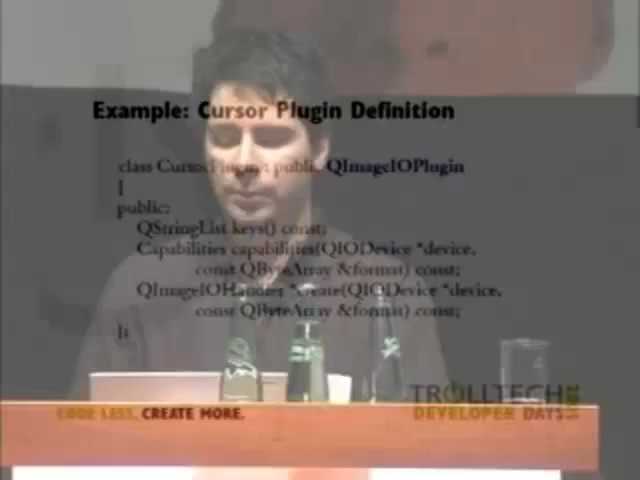 Example: Cursor Plugin Definition
class CursorPlugin : public QImageIOPlugin
{
public:
QStringList keys() const;
Capabilities capabilities(QIODevice *device,
const QByteArray &format) const;
QImageIOHandler *create(QIODevice *device,
const QByteArray &format) const;
};
CODE LESS. CREATE MORE.
TROLLTECH
DEVELOPER DAYS